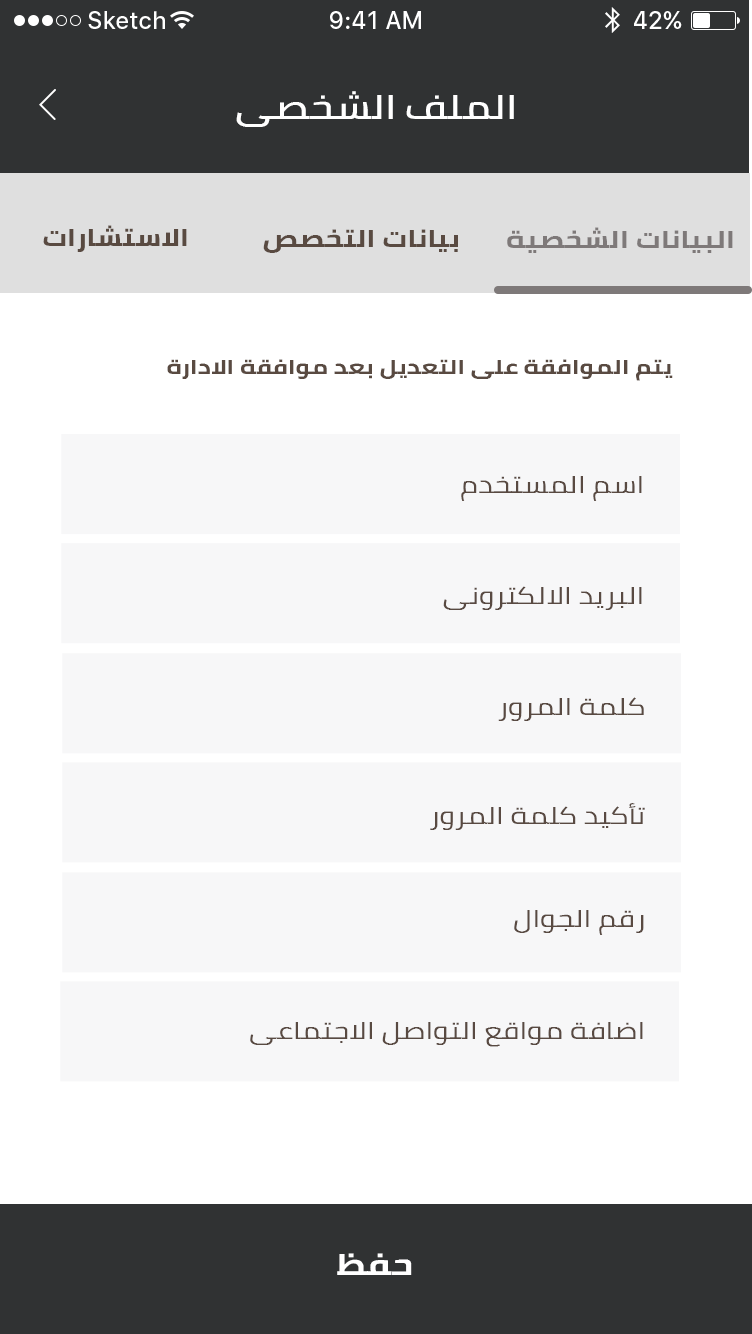 Sketch 9:41 AM 42%
الملف الشخصى
البيانات الشخصية بيانات التخصص الاستشارات
يتم الموافقة على التعديل بعد موافقة الادارة
اسم المستخدم
البريد الالكترونى
كلمة المرور
تأكيد كلمة المرور
رقم الجوال
اضافة مواقع التواصل الاجتماعى
حفظ